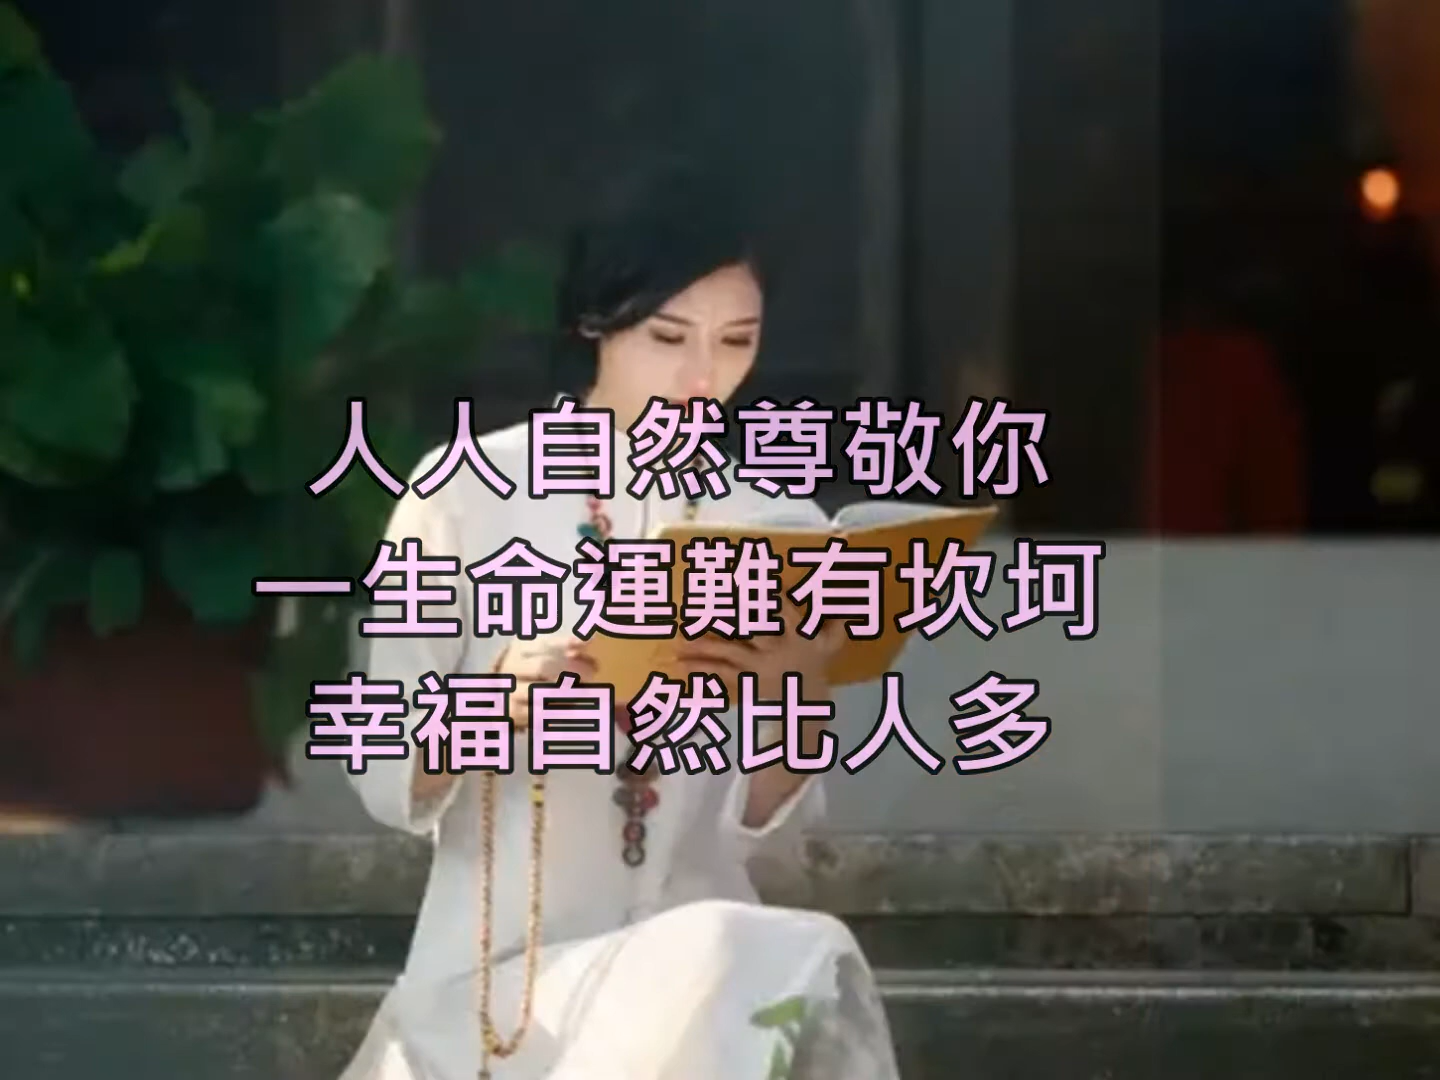 人人自然尊敬你
一生命運難有坎坷
幸福自然比人多